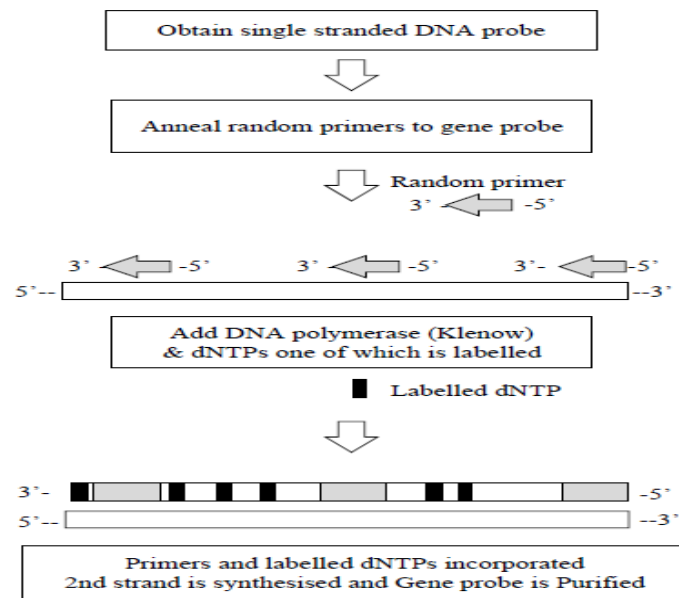 Obtain single stranded DNA probe
Anneal random primers to gene probe
Random primer
3' -5'
3' -5' 3' -5' 3'- -5'
5'-- --3'
Add DNA polymerase (Klenow)
& dNTPs one of which is labelled
Labelled dNTP
3'- -5'
5'-- --3'
Primers and labelled dNTPs incorporated
2nd strand is synthesised and Gene probe is Purified